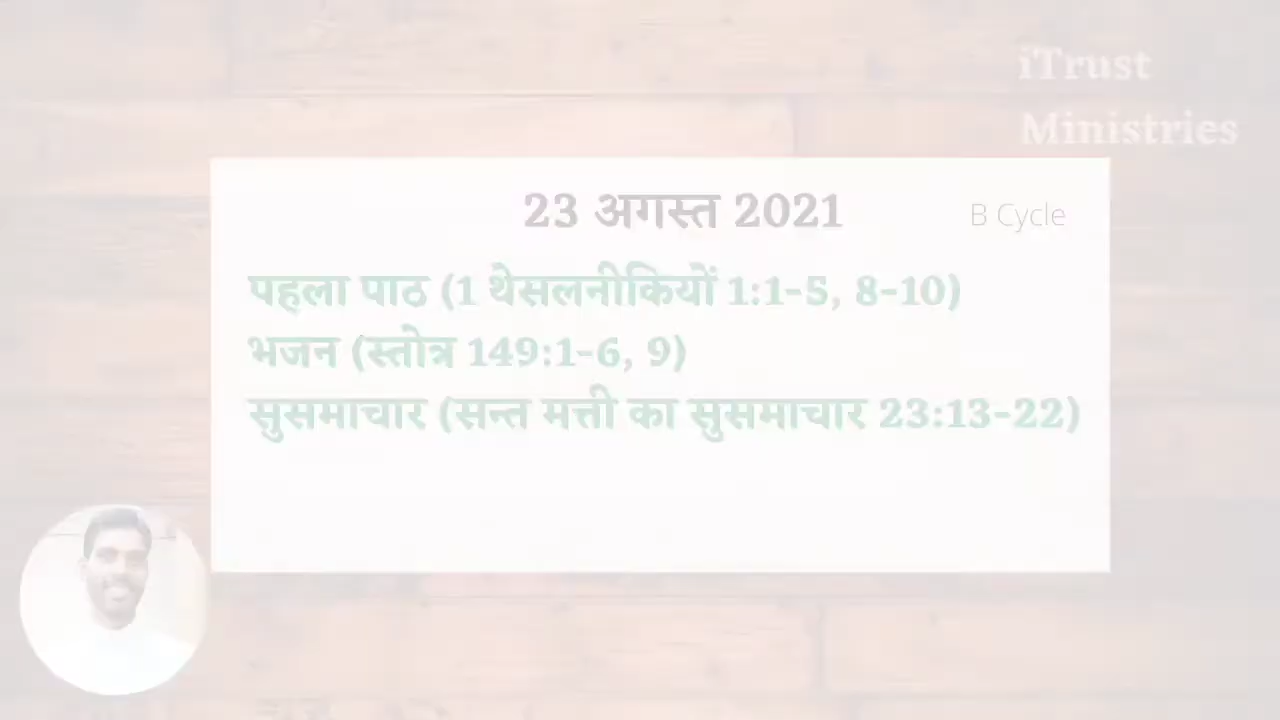 iTrust
Ministries
23 अगस्त 2021
B Cycle
पहला पाठ (1 थेसलनीकियों 1:1-5, 8-10)
भजन (स्तोत्र 149:1-6, 9)
सुसमाचार (सन्त मत्ती का सुसमाचार 23:13-22)